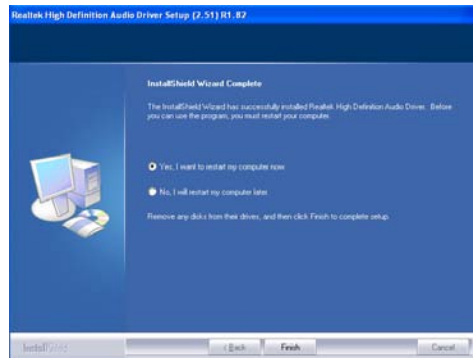 Realtek High Definition Audio Driver Setup (2.51) R1.82
InstallShield Wizard Complete
The InstallShield Wizard has successfully installed Realtek High Definition Audio Driver. Before
you can use the program, you must restart your computer.
Yes, I want to restart my computer now.
No, I will restart my computer later.
Remove any disks from their drives, and then click Finish to complete setup.
InstallShield
< Back
Finish
Cancel